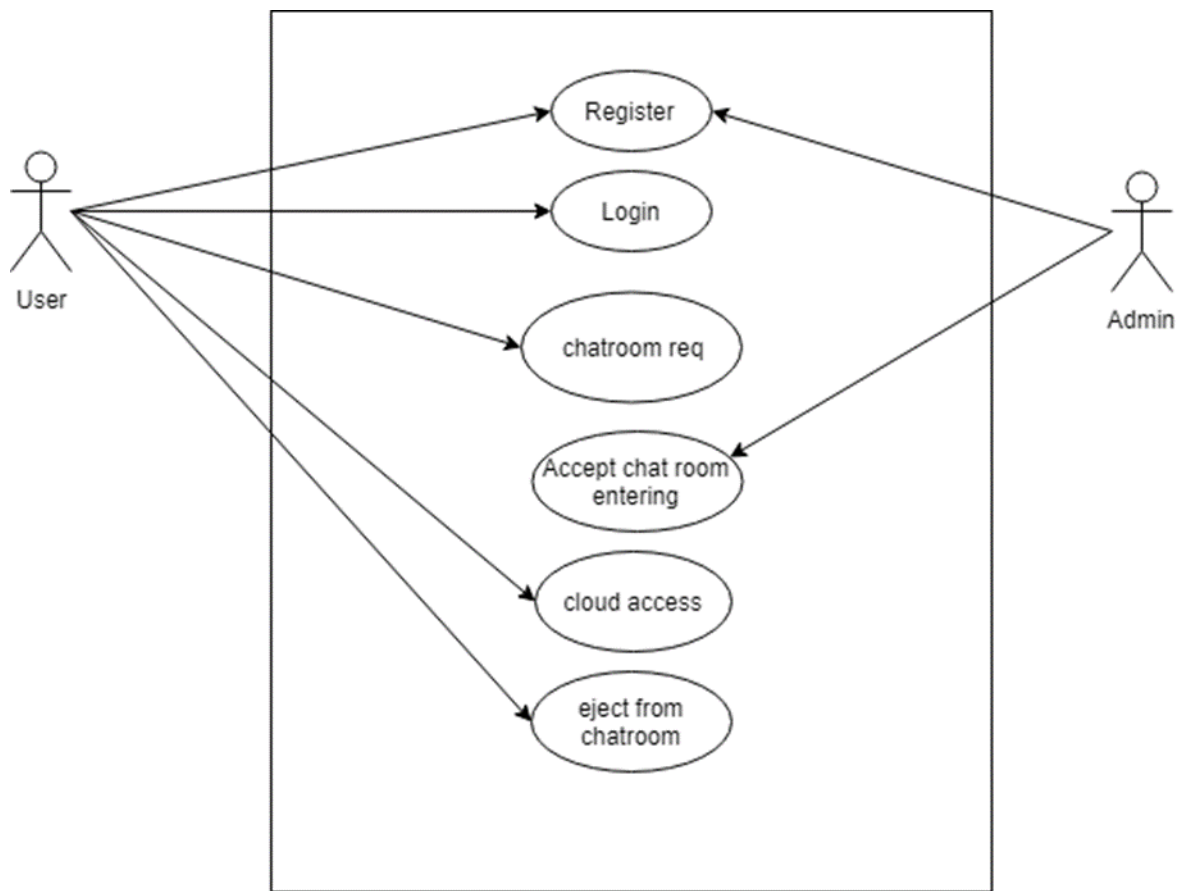 Register
Login
User
Admin
chatroom req
Accept chat room
entering
cloud access
eject from
chatroom